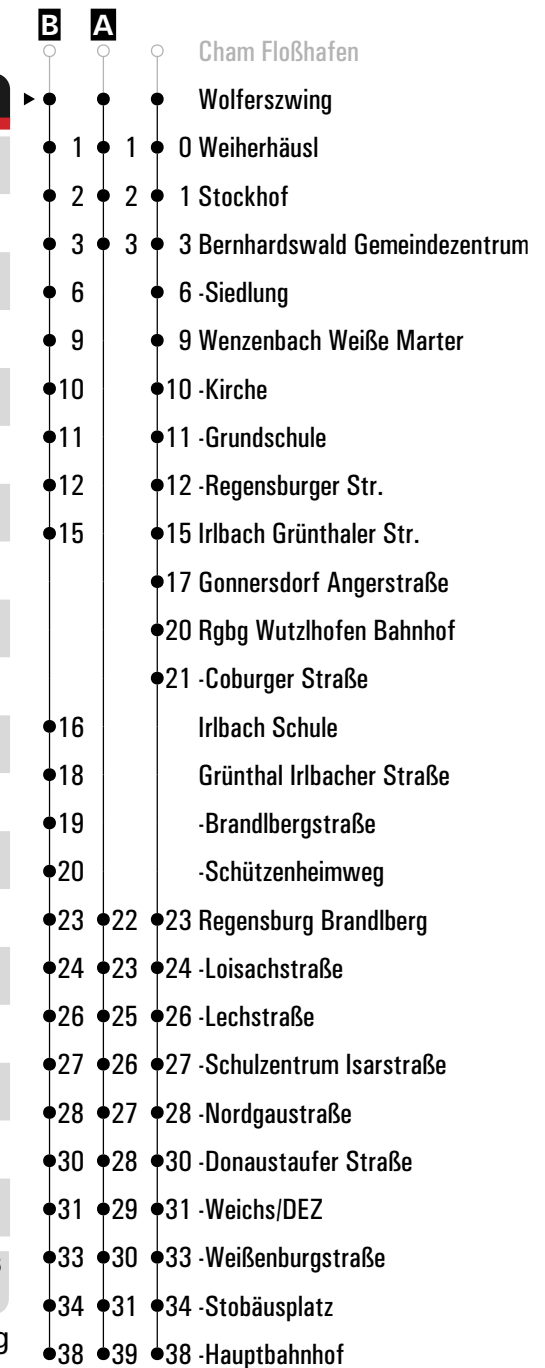 B A
Cham Floßhafen
Wolferszwing
1 1 0 Weiherhäusl
2 2 1 Stockhof
3 3 3 Bernhardswald Gemeindezentrum
6 6 -Siedlung
9 9 Wenzenbach Weiße Marter
10 10 -Kirche
11 11 -Grundschule
12 12 -Regensburger Str.
15 15 Irlbach Grünthaler Str.
17 Gonnersdorf Angerstraße
20 Rgbg Wutzlhofen Bahnhof
21 -Coburger Straße
16 Irlbach Schule
18 Grünthal Irlbacher Straße
19 -Brandlbergstraße
20 -Schützenheimweg
23 22 23 Regensburg Brandlberg
24 23 24 -Loisachstraße
26 25 26 -Lechstraße
27 26 27 -Schulzentrum Isarstraße
28 27 28 -Nordgaustraße
30 28 30 -Donaustaufer Straße
31 29 31 -Weichs/DEZ
33 30 33 -Weißenburgstraße
34 31 34 -Stobäusplatz
38 39 38 -Hauptbahnhof